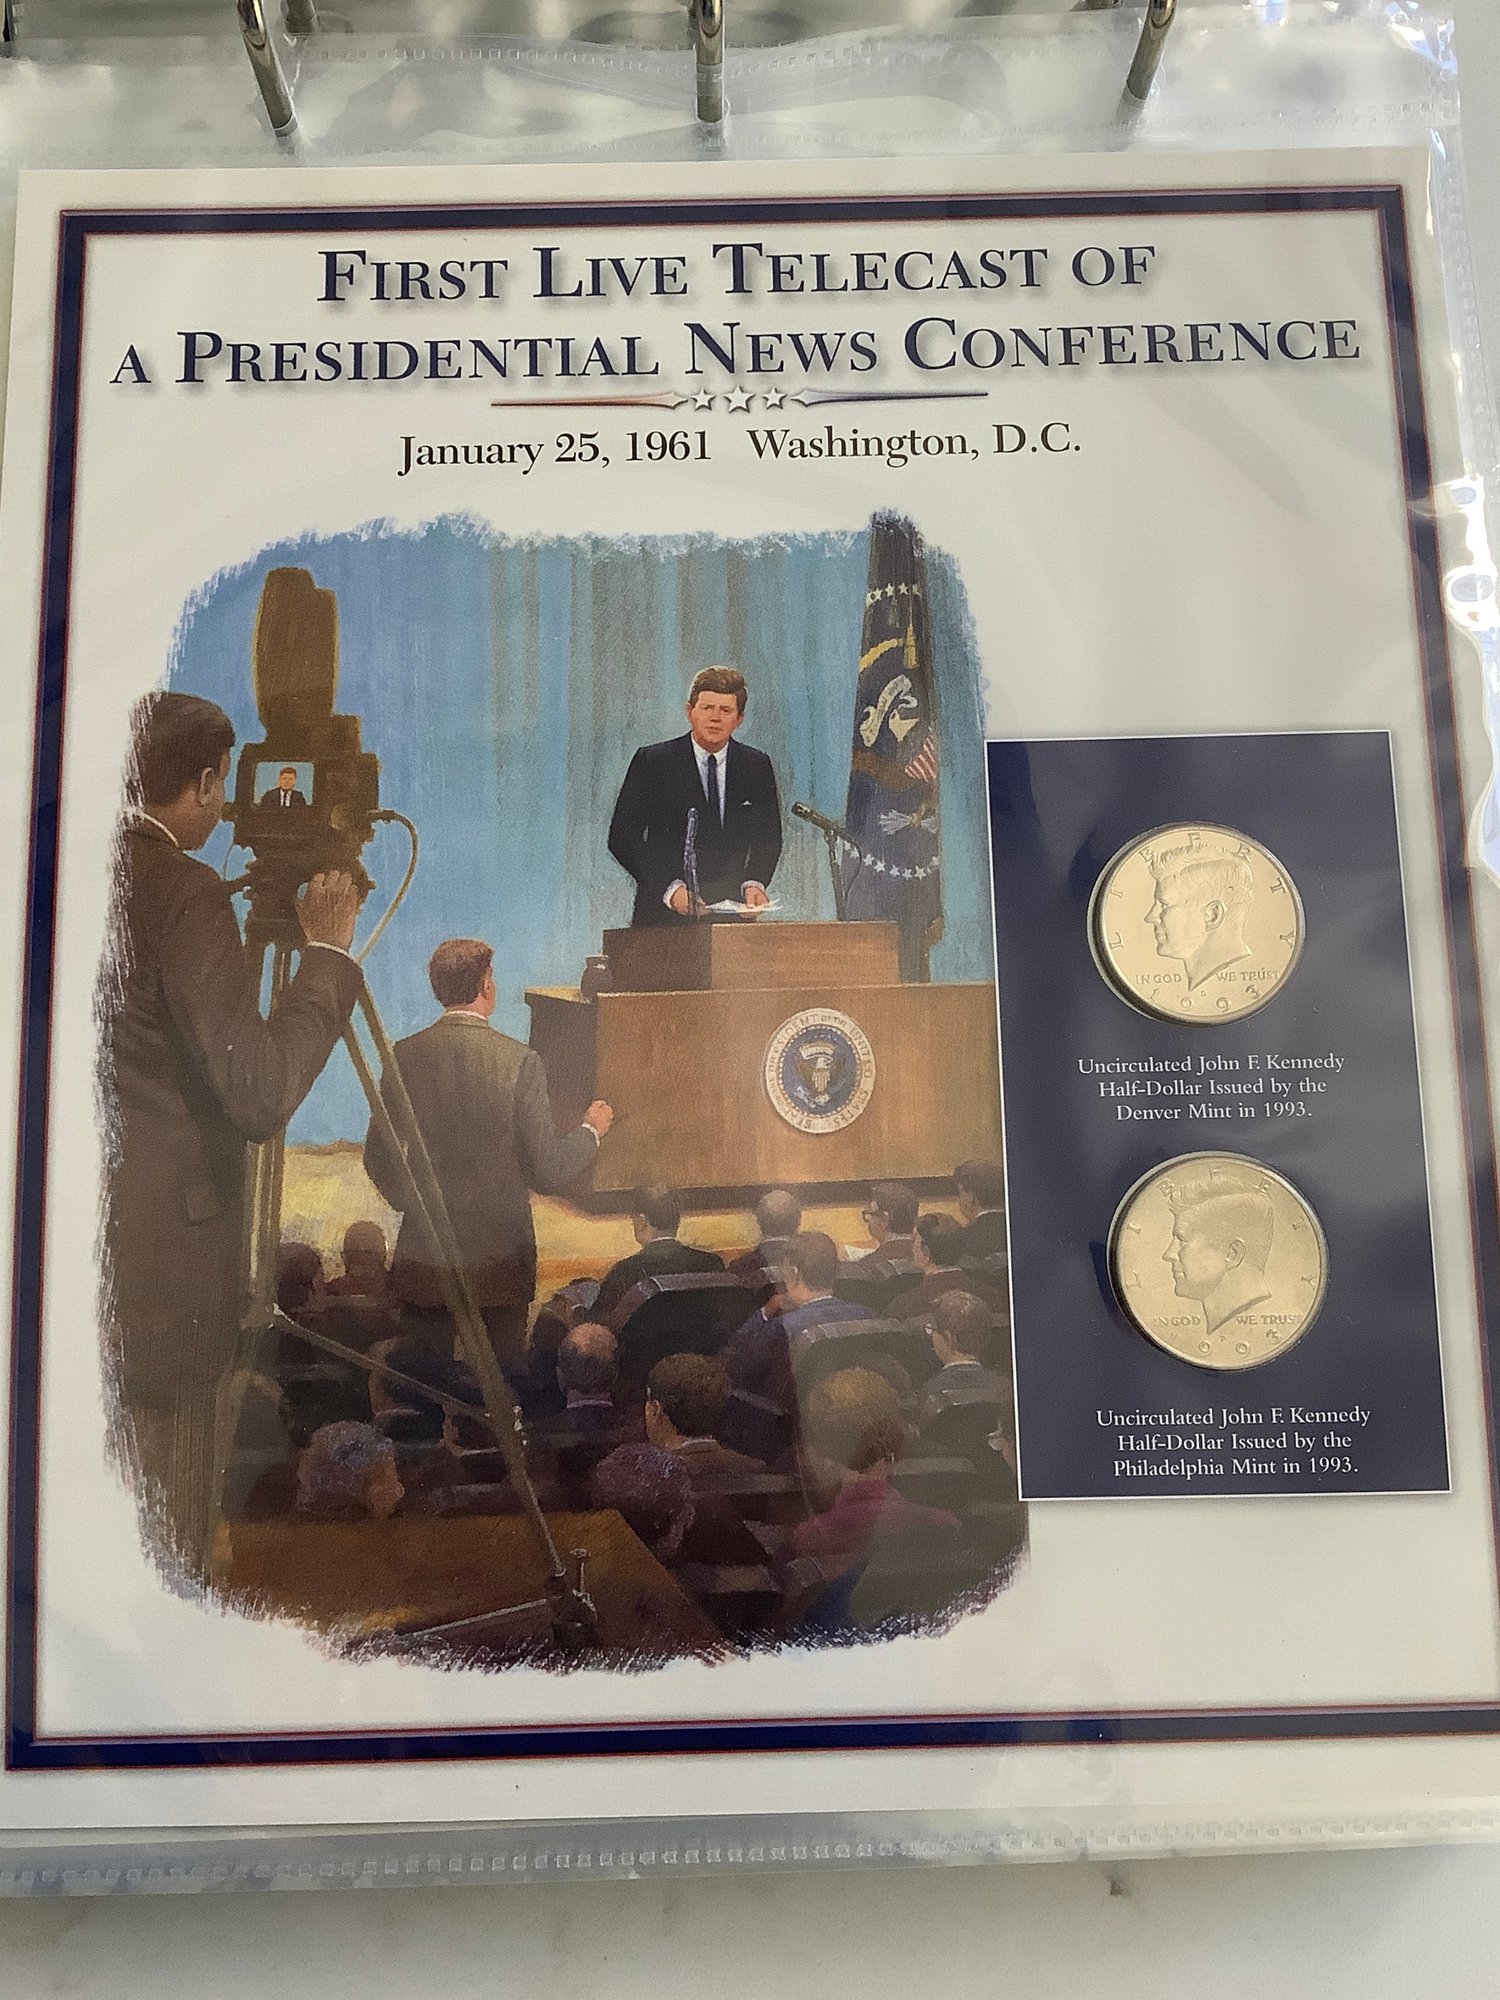 FIRST LIVE TELECAST OF
A PRESIDENTIAL NEWS CONFERENCE
January 25, 1961 Washington, D.C.
LIBERTY
IN GOD WE TRUST
1993
Uncirculated John F. Kennedy
Half-Dollar Issued by the
Denver Mint in 1993.
LIBERTY
IN GOD WE TRUST
1993
Uncirculated John F. Kennedy
Half-Dollar Issued by the
Philadelphia Mint in 1993.